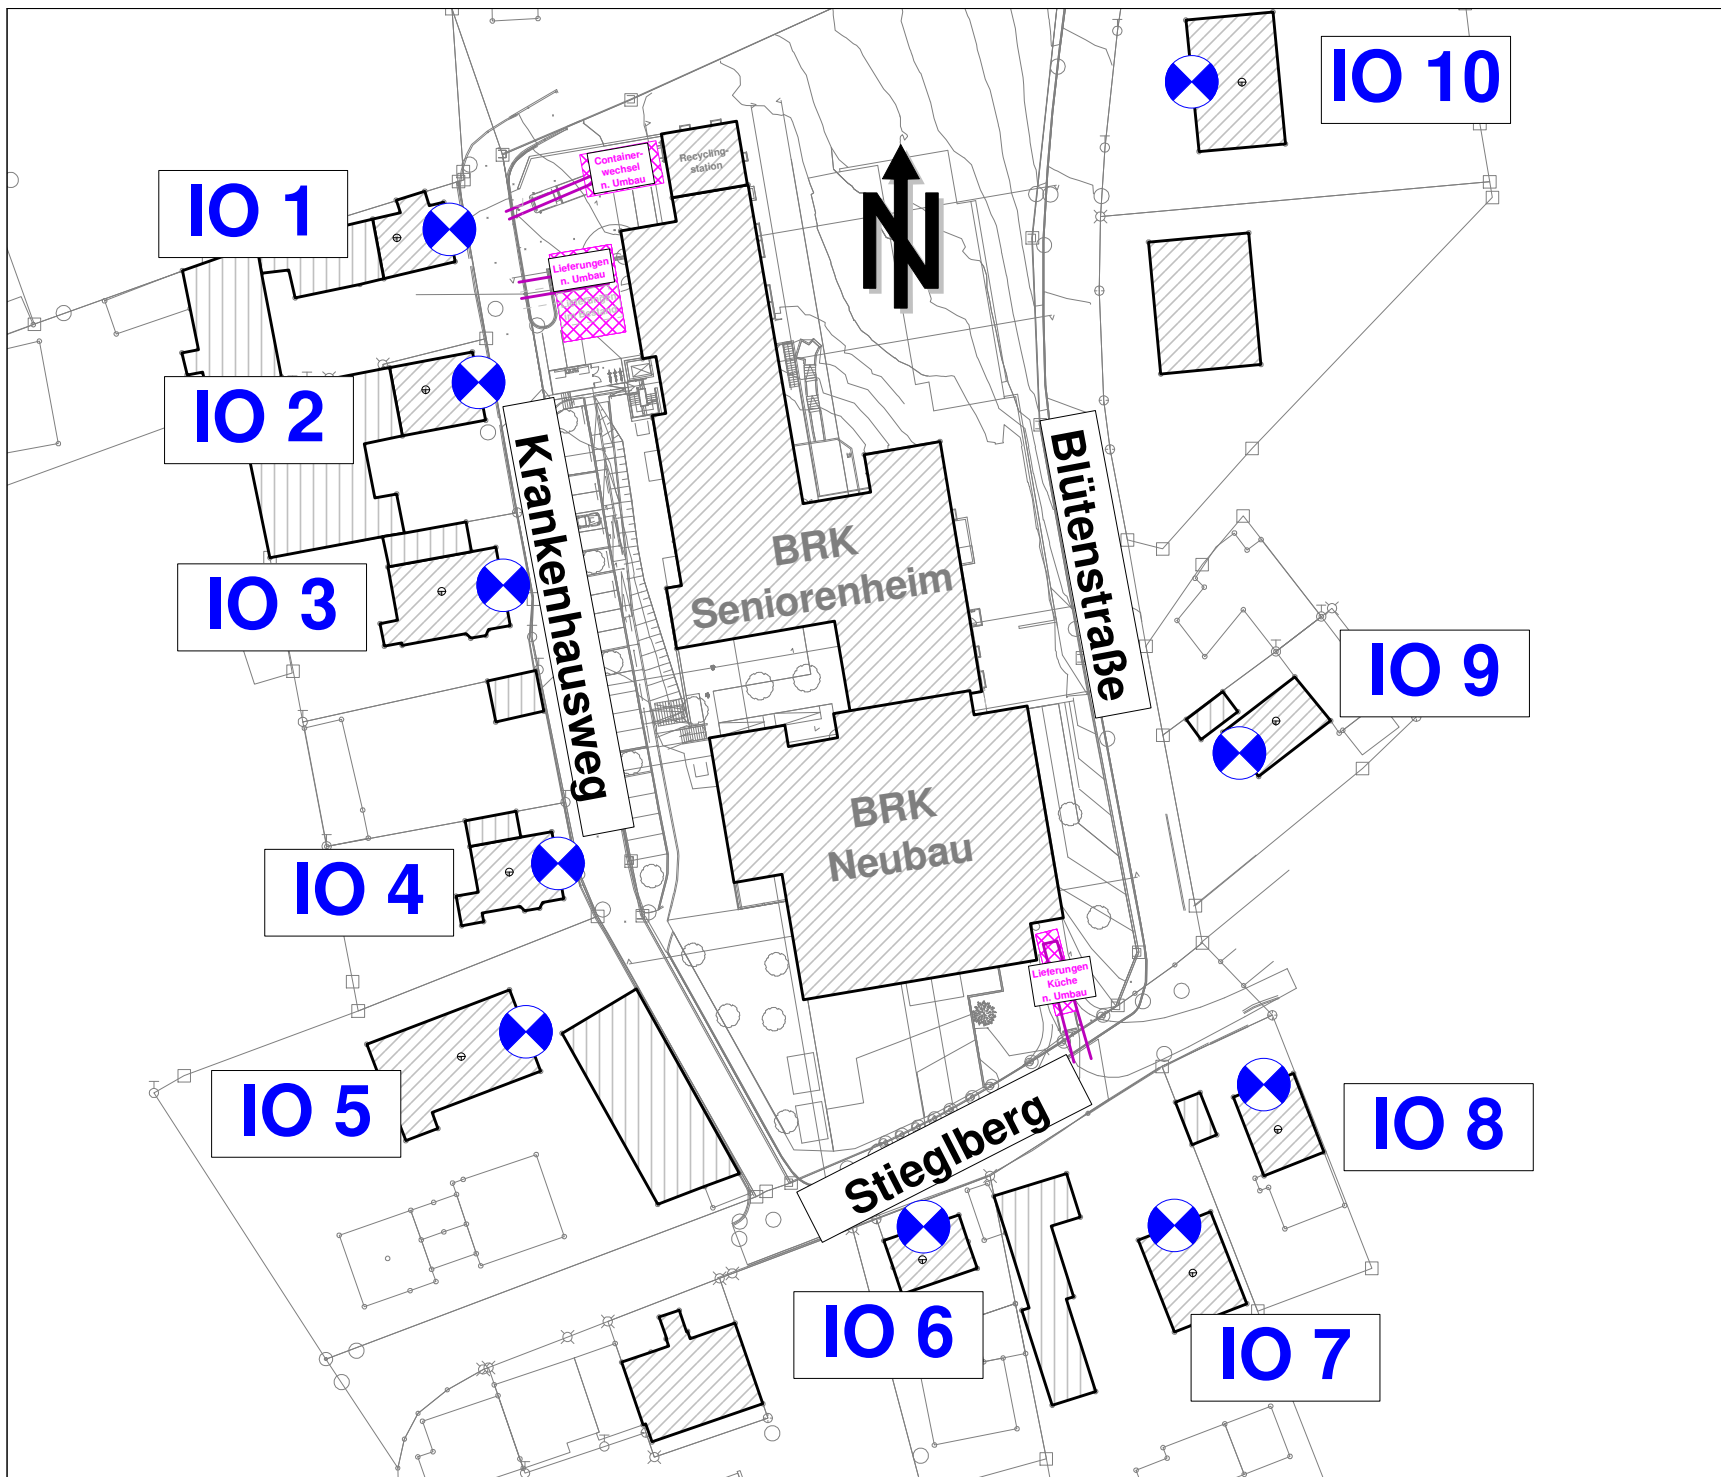 IO 10
Container-
wechsel
n. Umbau
Recycling-
station
N
IO 1
Lieferungen
n. Umbau
IO 2
Krankenhausweg
Blütenstraße
BRK
Seniorenheim
IO 3
IO 9
BRK
Neubau
IO 4
Lieferungen
Küche
n. Umbau
IO 5
Stieglberg
IO 8
IO 6
IO 7